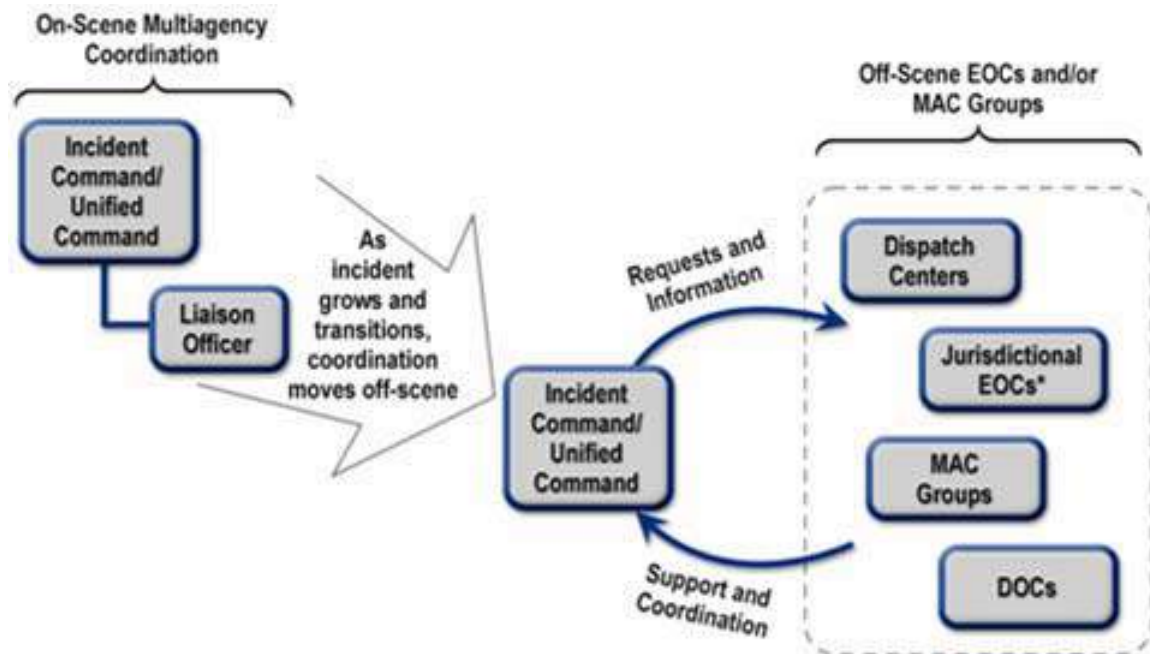 On-Scene Multiagency
Coordination
Incident
Command/
Unified
Command
Liaison
Officer
As
incident
grows and
transitions,
coordination
moves off-scene
Incident
Command/
Unified
Command
Requests and
Information
Support and
Coordination
Off-Scene EOCs and/or
MAC Groups
Dispatch
Centers
Jurisdictional
EOCs*
MAC
Groups
DOCs